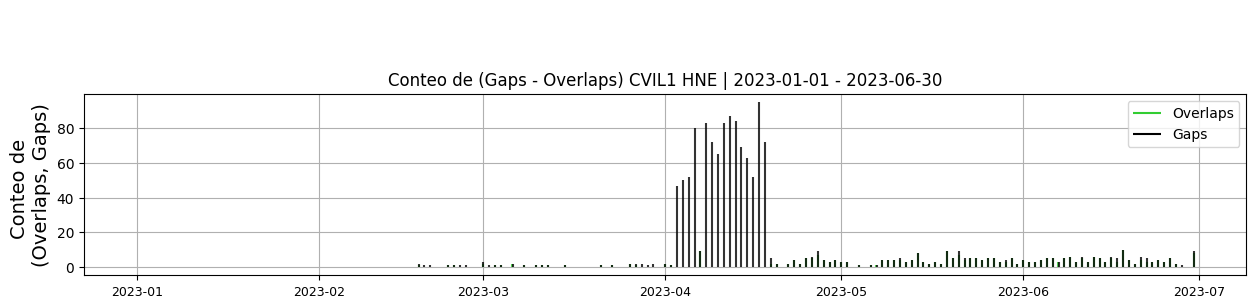 Conteo de (Gaps - Overlaps) CVIL1 HNE | 2023-01-01 - 2023-06-30
Conteo de
(Overlaps, Gaps)
80
60
40
20
0
Overlaps
Gaps
2023-01
2023-02
2023-03
2023-04
2023-05
2023-06
2023-07